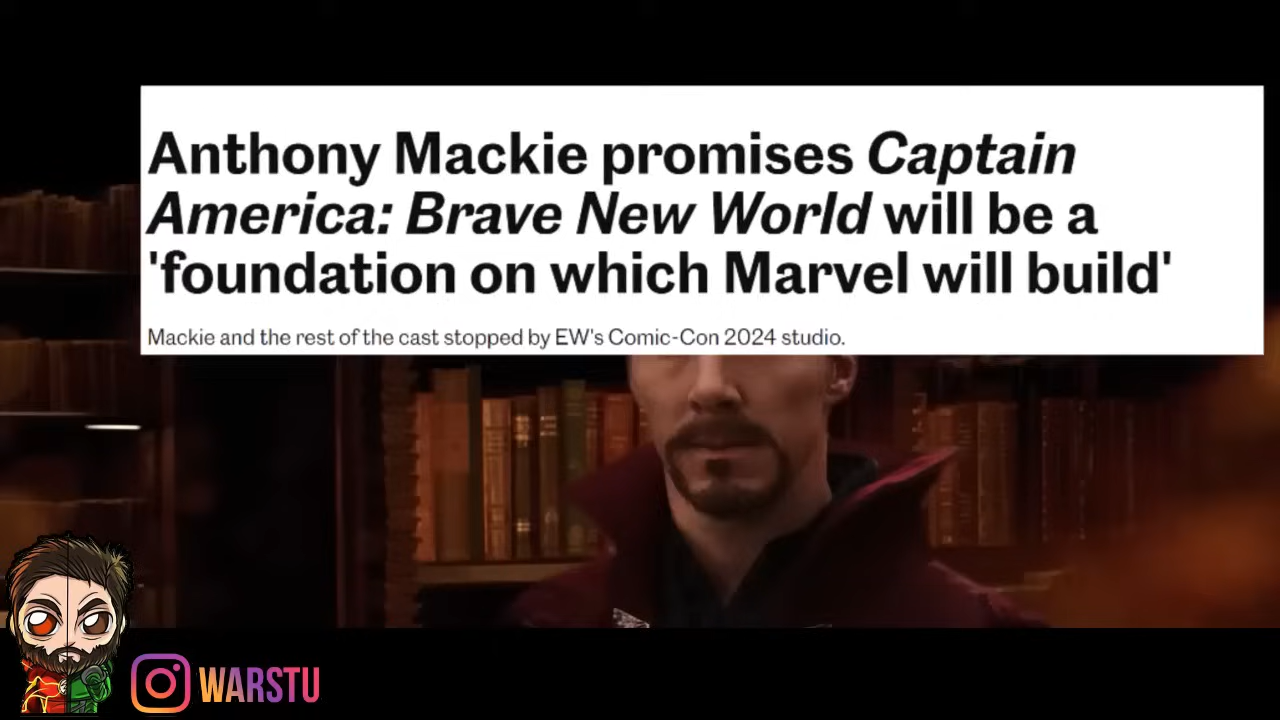 Anthony Mackie promises Captain
America: Brave New World will be a
'foundation on which Marvel will build'
Mackie and the rest of the cast stopped by EW's Comic-Con 2024 studio.
WARSTU